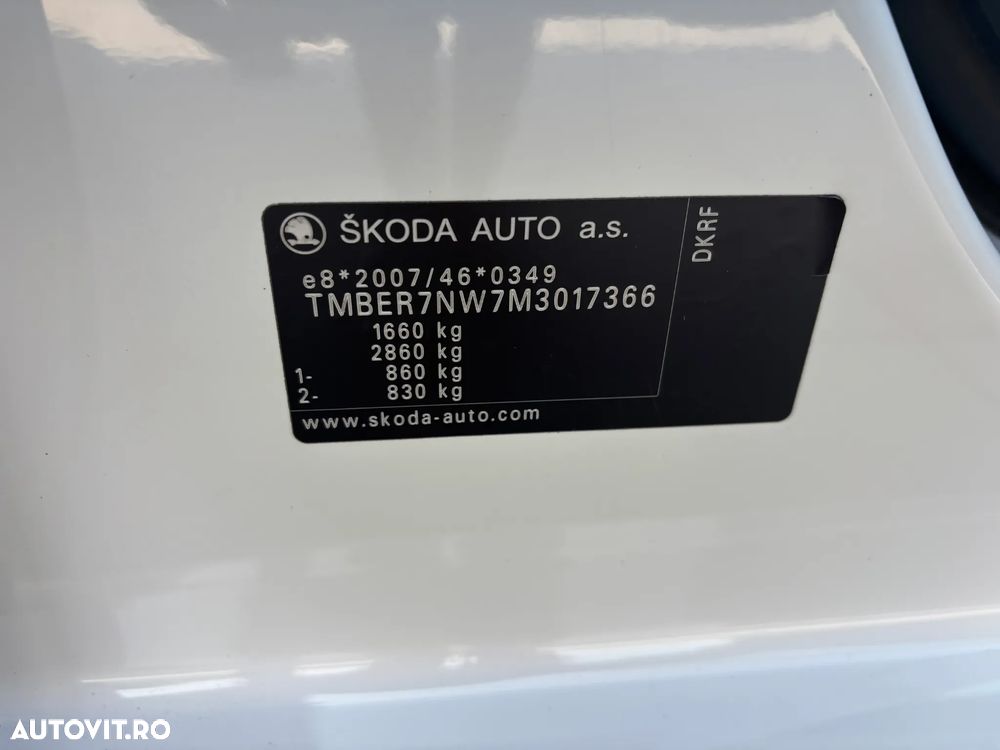 ŠKODA AUTO a.s.
DKRF
e8*2007/46*0349
TMBER7NW7M3017366
1660 kg
2860 kg
1- 860 kg
2- 830 kg
www.skoda-auto.com
AUTOVIT.RO